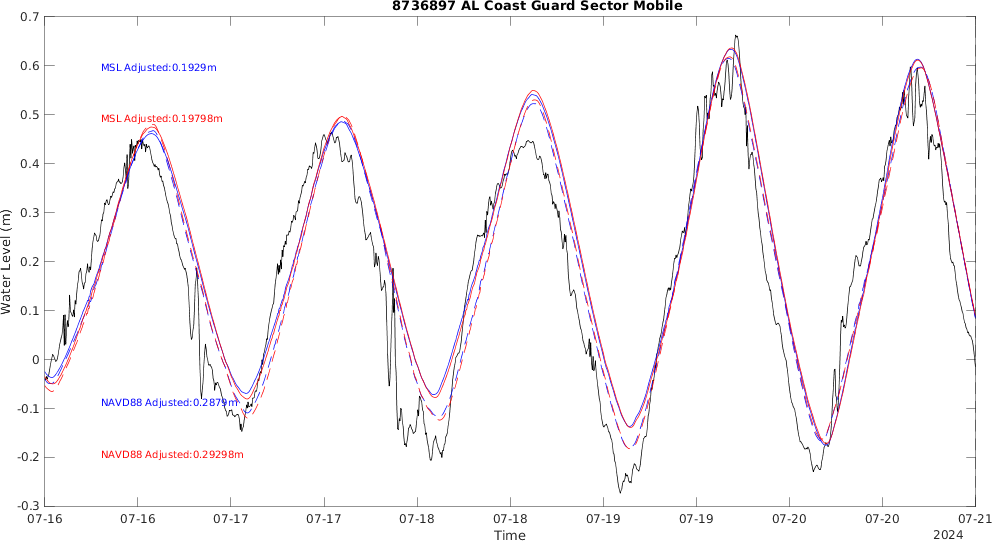 8736897 AL Coast Guard Sector Mobile
0.7
0.6
0.5
0.4
0.3
0.2
0.1
0
-0.1
-0.2
-0.3
Water Level (m)
MSL Adjusted:0.1929m
MSL Adjusted:0.19798m
NAVD88 Adjusted:0.2879m
NAVD88 Adjusted:0.29298m
07-16 07-16 07-17 07-17 07-18 07-18 07-19 07-19 07-20 07-20 07-21
Time
2024